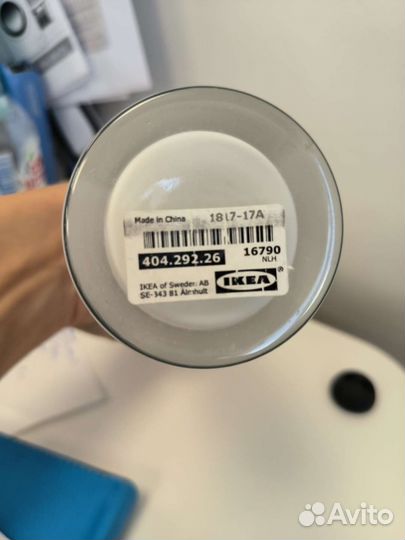 Made in China 1817-17A
404.292.26 16790
NLH
IKEA of Sweden AB
SE-343 81 Älmhult
IKEA®
Avito